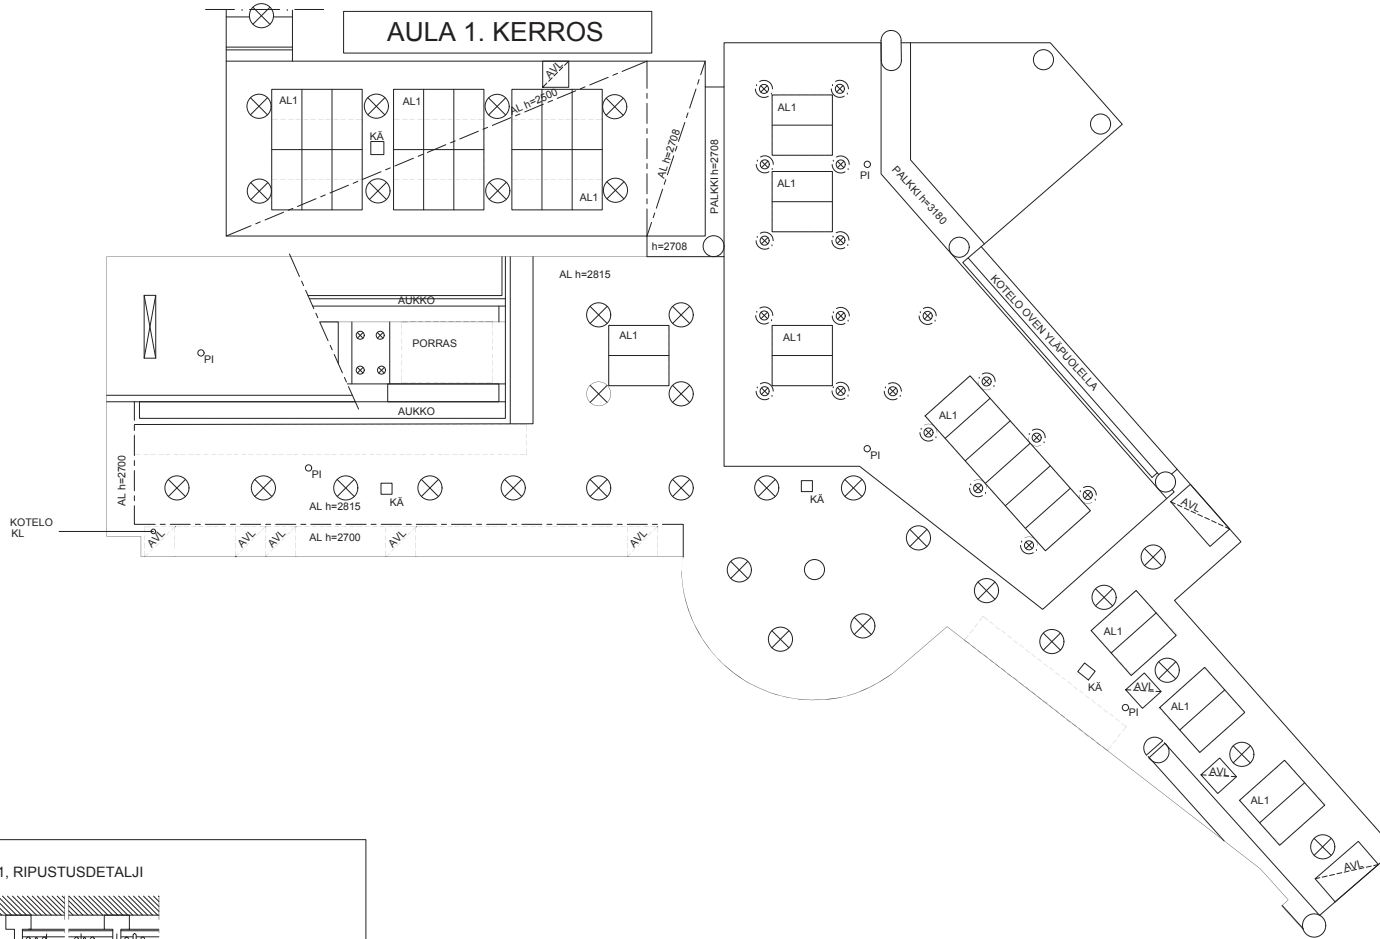 AULA 1. KERROS
AVL
AL1
AL1
AL h=2500
KÄ
AL1
AL h=2708
PALKKI h=2708
h=2708
AL1
AL1
PI
PALKKI h=3180
KOTELO OVEN YLÄPUOLELLA
AL h=2815
AUKKO
PORRAS
AUKKO
PI
AL1
AL1
AL1
PI
AL h=2700
PI
AL h=2815
KÄ
KÄ
AVL
KOTELO
KL
AVL
AVL
AVL
AL h=2700
AVL
AVL
AL1
KÄ
AVL
PI
AL1
AVL
AL1
AVL
1, RIPUSTUSDETALJI